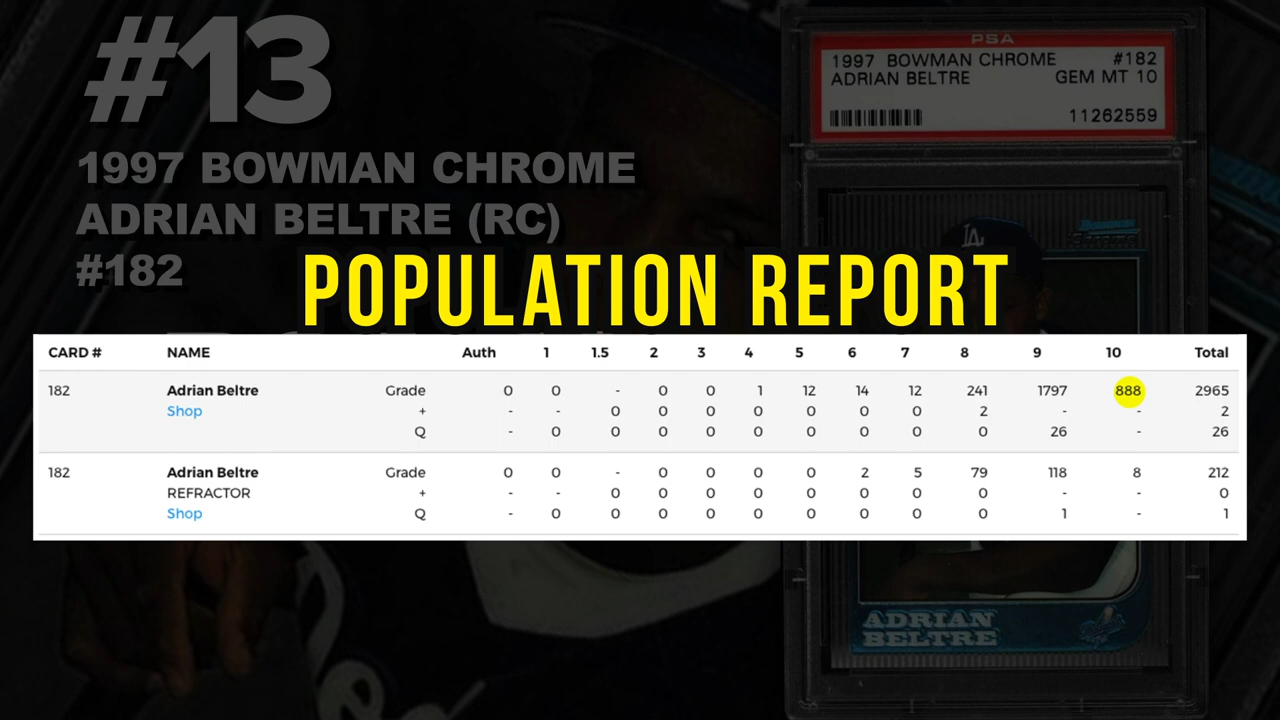 #13
1997 BOWMAN CHROME
ADRIAN BELTRE (RC)
#182
PSA
1997 BOWMAN CHROME #182
ADRIAN BELTRE GEM MT 10
11262559
LA
POPULATION REPORT
CARD # NAME Auth 1 1.5 2 3 4 5 6 7 8 9 10 Total
182 Adrian Beltre Grade 0 0 - 0 0 1 12 14 12 241 1797 888 2965
Shop + - - 0 0 0 0 0 0 0 2 - - 2
Q - 0 0 0 0 0 0 0 0 0 26 - 26
182 Adrian Beltre Grade 0 0 - 0 0 0 0 2 5 79 118 8 212
REFRACTOR + - - 0 0 0 0 0 0 0 0 - - 0
Shop Q - 0 0 0 0 0 0 0 0 0 1 - 1
ADRIAN
BELTRE